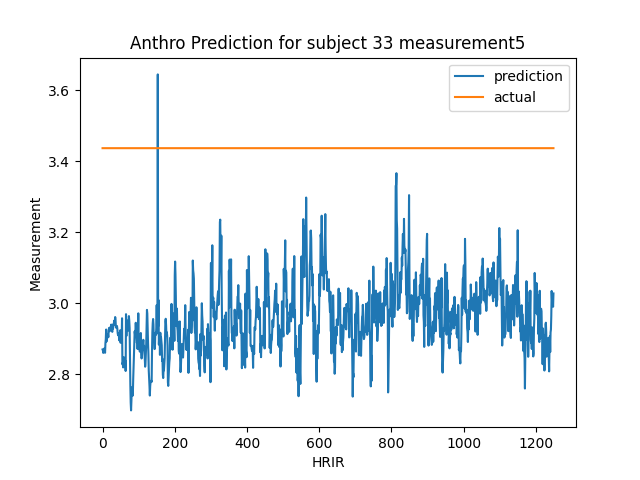 Anthro Prediction for subject 33 measurement5
prediction
actual
3.6
3.4
3.2
3.0
2.8
Measurement
0 200 400 600 800 1000 1200
HRIR